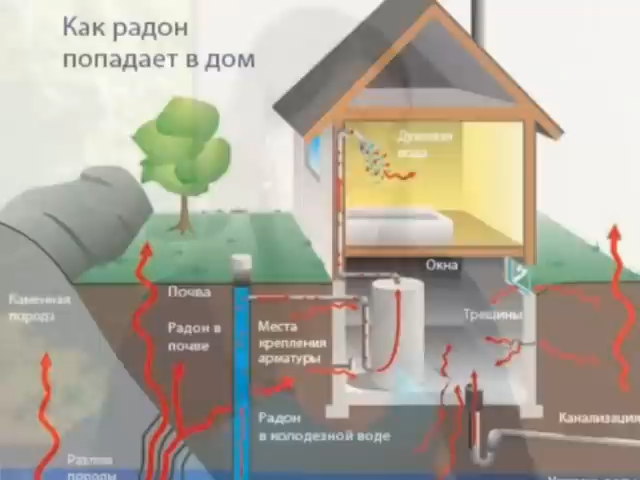 Как радон
попадает в дом
Душевая
вода
Окна
Каменная
порода
Почва
Радон в
почве
Места
крепления
арматуры
Трещины
Радон
в колодезной воде
Канализация
Разлом
породы